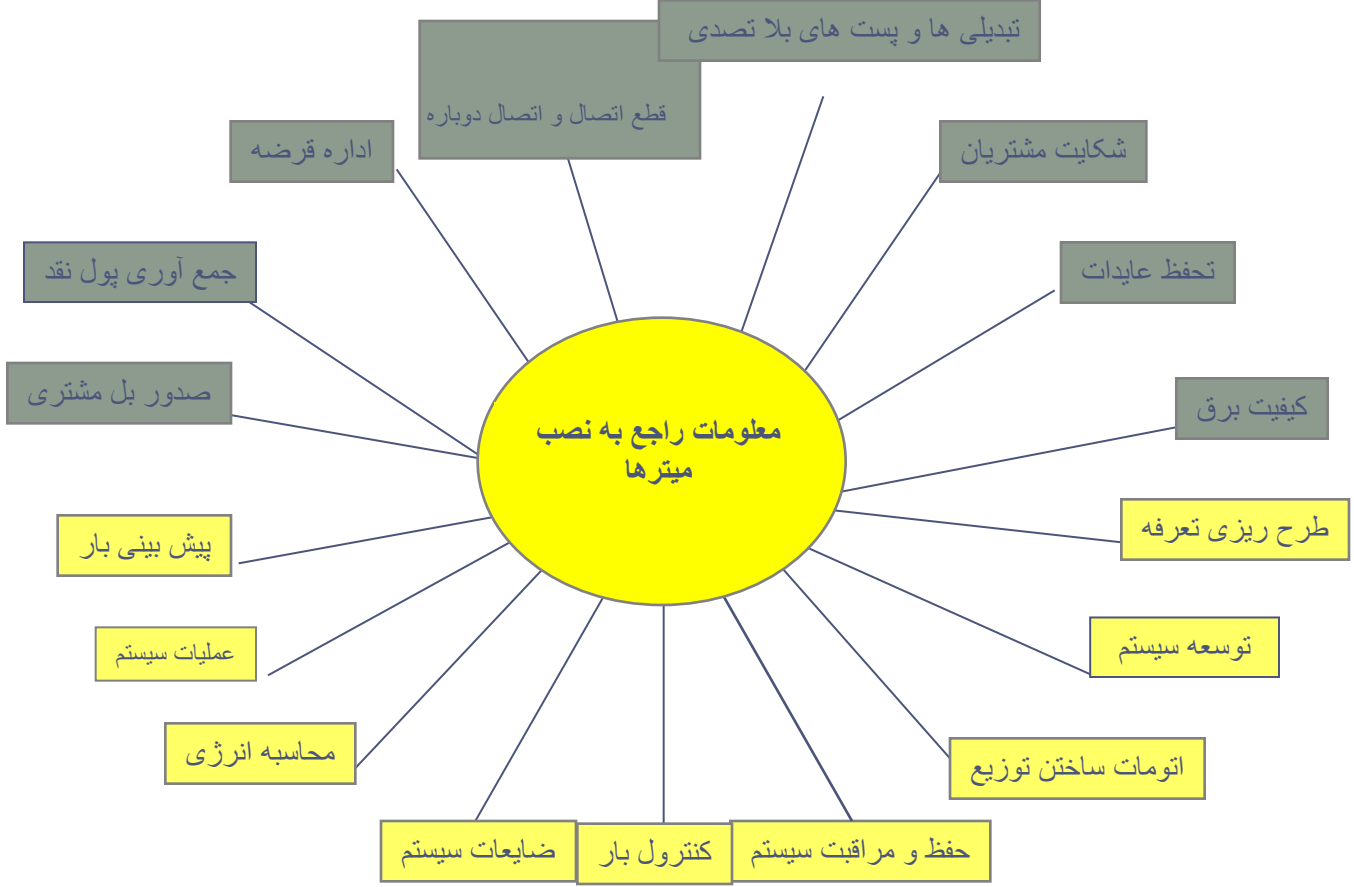 تبدیلی ها و پست های بلا تصدی
قطع اتصال و اتصال دوباره
اداره قرضه
شکایت مشتریان
جمع آوری پول نقد
تحفظ عایدات
صدور بل مشتری
کیفیت برق
معلومات راجع به نصب
میترها
پیش بینی بار
طرح ریزی تعرفه
عملیات سیستم
توسعه سیستم
محاسبه انرژی
اتومات ساختن توزیع
ضایعات سیستم
کنترول بار
حفظ و مراقبت سیستم